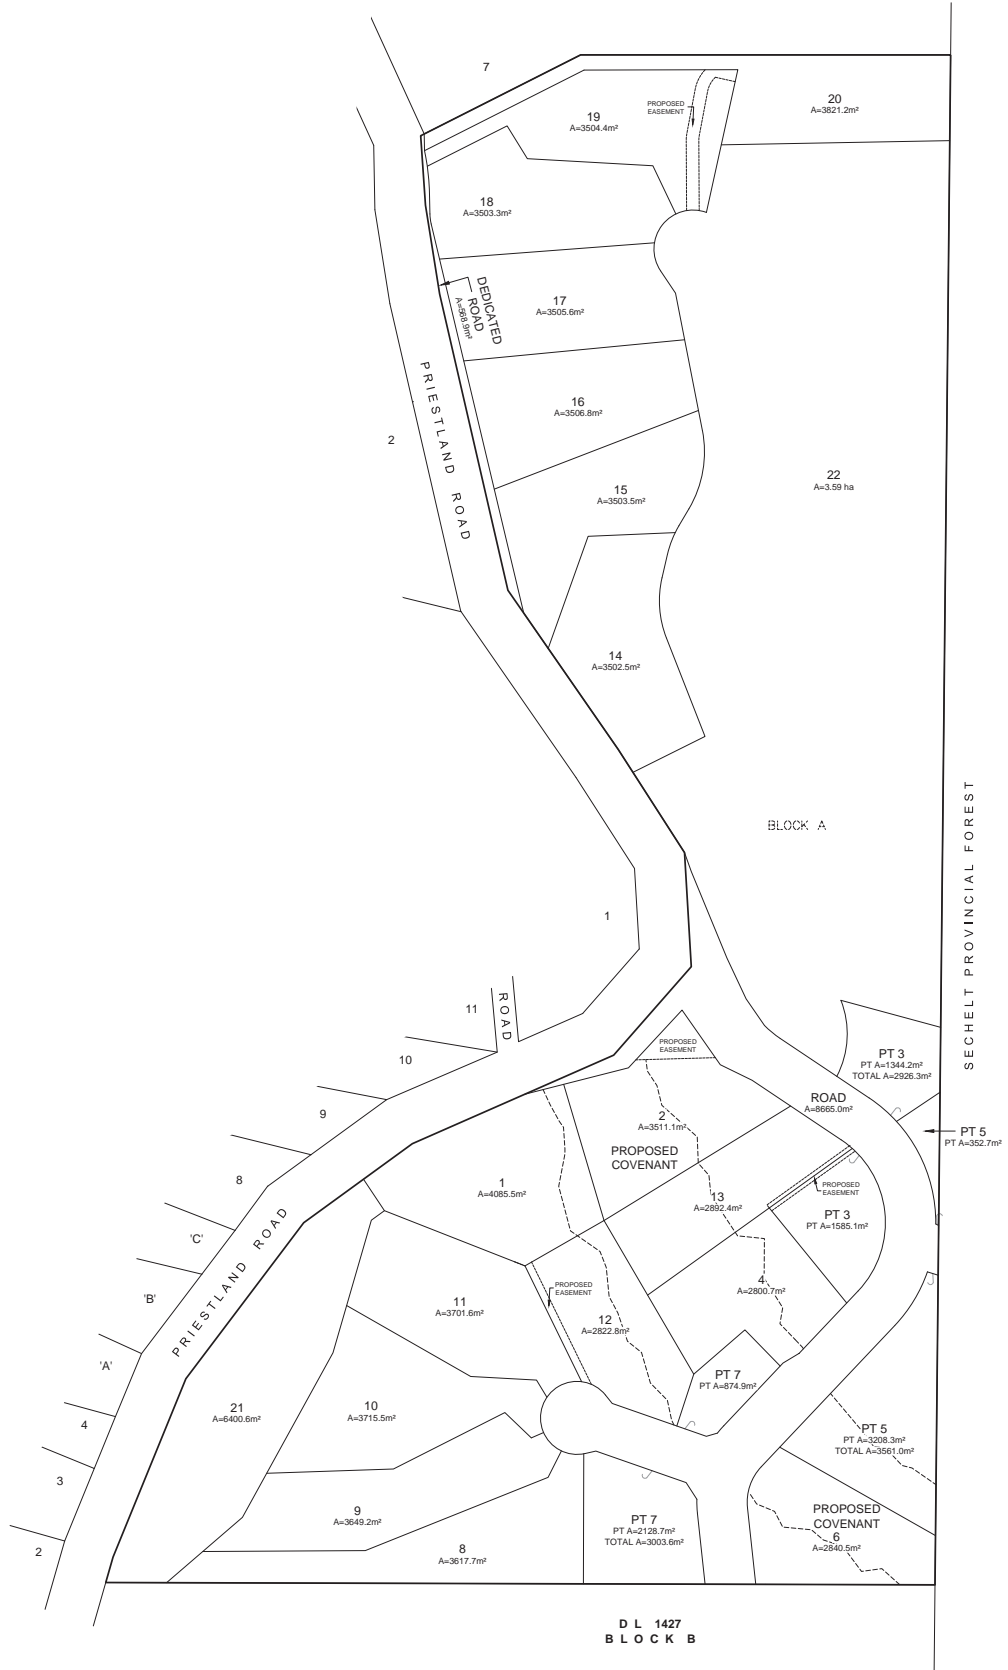 7
19
A=3504.4m²
PROPOSED
EASEMENT
20
A=3821.2m²
18
A=3503.3m²
DEDICATED
ROAD
A=568.9m²
17
A=3505.6m²
PRIESTLAND ROAD
16
A=3506.8m²
2
15
A=3503.5m²
22
A=3.59 ha
14
A=3502.5m²
BLOCK A
SECHELT PROVINCIAL FOREST
1
11
ROAD
10
9
8
'C'
'B'
'A'
4
3
2
PRIESTLAND ROAD
PROPOSED
EASEMENT
PT 3
PT A=1344.2m²
TOTAL A=2926.3m²
ROAD
A=8665.0m²
PT 5
PT A=352.7m²
2
A=3511.1m²
PROPOSED
COVENANT
1
A=4085.5m²
13
A=2892.4m²
PROPOSED
EASEMENT
PT 3
PT A=1585.1m²
4
A=2800.7m²
PROPOSED
EASEMENT
11
A=3701.6m²
12
A=2822.8m²
PT 7
PT A=874.9m²
21
A=6400.6m²
10
A=3715.5m²
PT 5
PT A=3208.3m²
TOTAL A=3561.0m²
9
A=3649.2m²
PT 7
PT A=2128.7m²
TOTAL A=3003.6m²
PROPOSED
COVENANT
6
A=2840.5m²
8
A=3617.7m²
DL 1427
BLOCK B